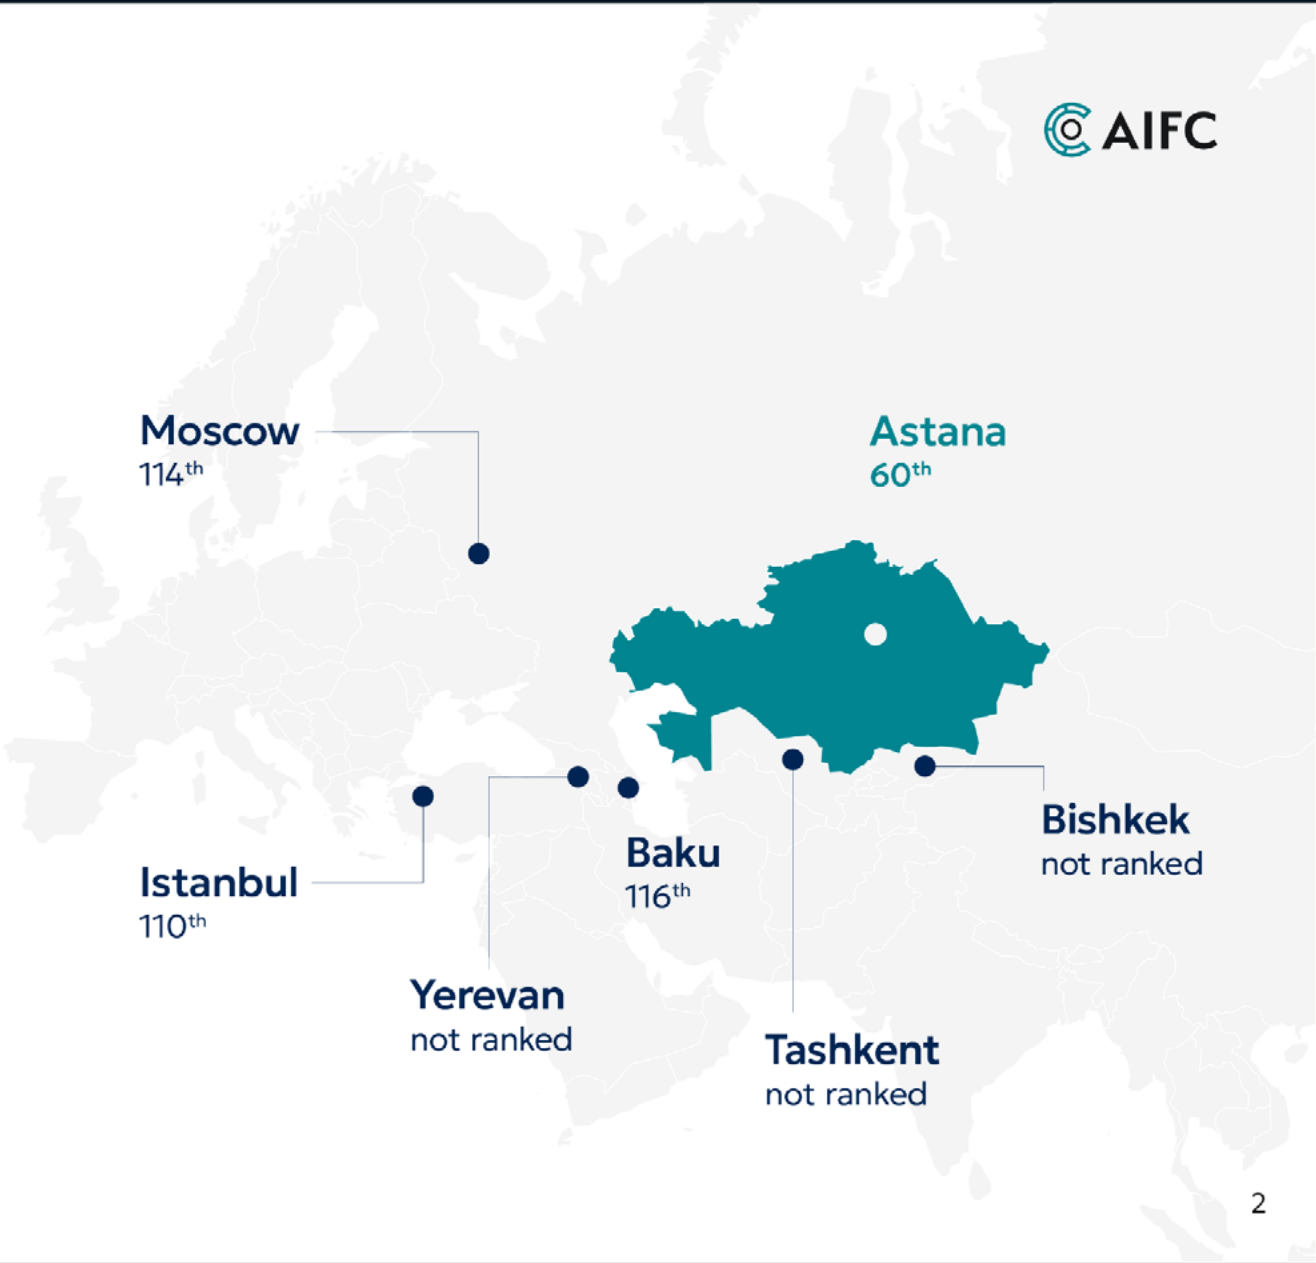 AIFC
Moscow
114th
Astana
60th
Bishkek
not ranked
Baku
116th
Istanbul
110th
Yerevan
not ranked
Tashkent
not ranked
2